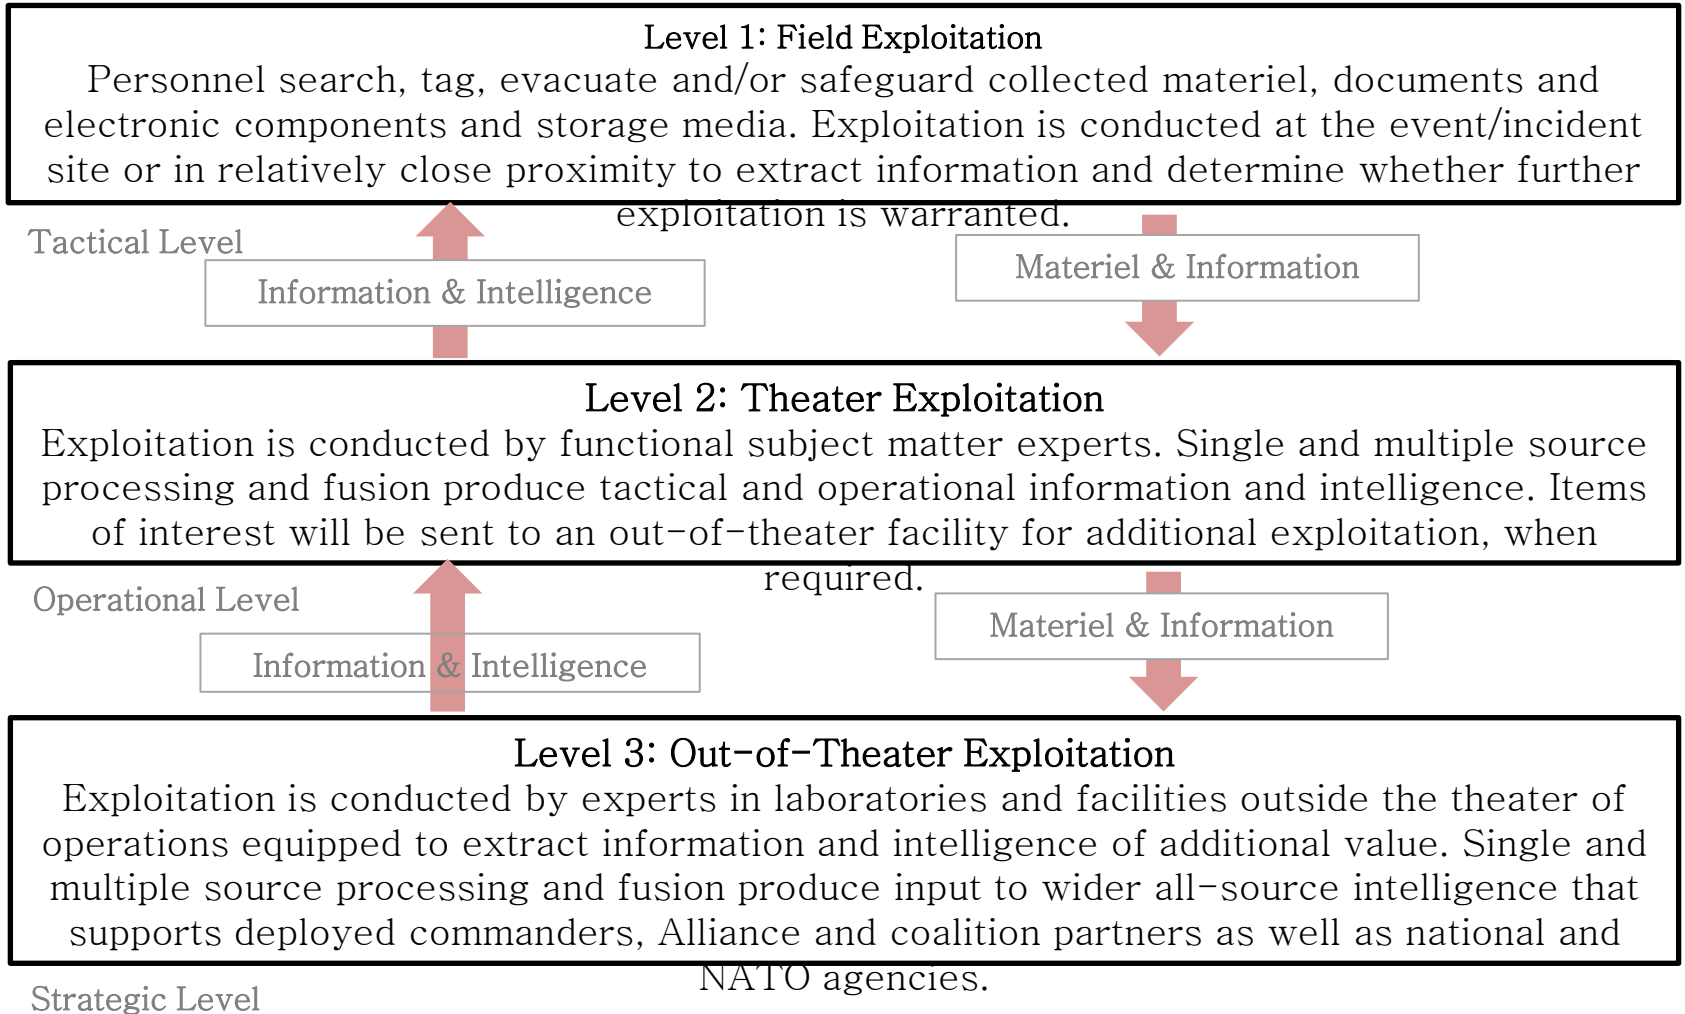 Level 1: Field Exploitation
Personnel search, tag, evacuate and/or safeguard collected materiel, documents and
electronic components and storage media. Exploitation is conducted at the event/incident
site or in relatively close proximity to extract information and determine whether further
exploitation is warranted.
Tactical Level
Information & Intelligence
Materiel & Information
Level 2: Theater Exploitation
Exploitation is conducted by functional subject matter experts. Single and multiple source
processing and fusion produce tactical and operational information and intelligence. Items
of interest will be sent to an out-of-theater facility for additional exploitation, when
required.
Operational Level
Information & Intelligence
Materiel & Information
Level 3: Out-of-Theater Exploitation
Exploitation is conducted by experts in laboratories and facilities outside the theater of
operations equipped to extract information and intelligence of additional value. Single and
multiple source processing and fusion produce input to wider all-source intelligence that
supports deployed commanders, Alliance and coalition partners as well as national and
NATO agencies.
Strategic Level